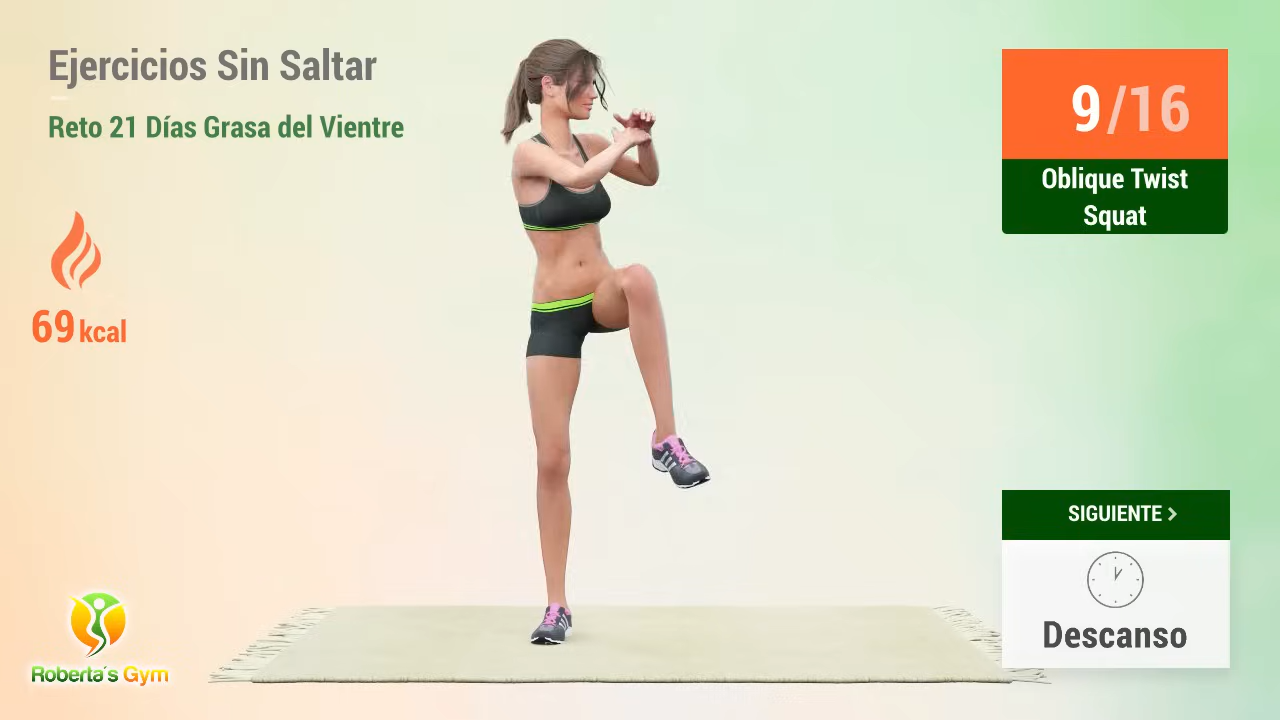 Ejercicios Sin Saltar
Reto 21 Días Grasa del Vientre
9/16
Oblique Twist
Squat
69 kcal
SIGUIENTE >
Descanso
Roberta´s Gym